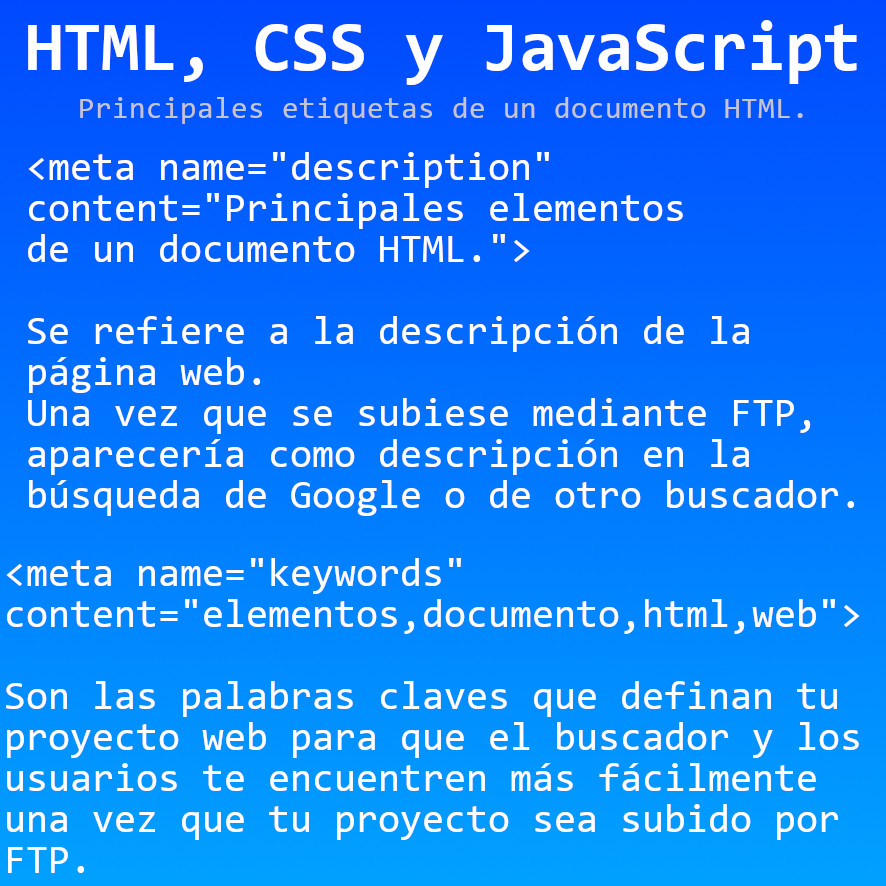 HTML, CSS y JavaScript
Principales etiquetas de un documento HTML.
<meta name="description"
content="Principales elementos
de un documento HTML.">
Se refiere a la descripción de la
página web.
Una vez que se subiese mediante FTP,
aparecería como descripción en la
búsqueda de Google o de otro buscador.
<meta name="keywords"
content="elementos,documento,html,web">
Son las palabras claves que definan tu
proyecto web para que el buscador y los
usuarios te encuentren más fácilmente
una vez que tu proyecto sea subido por
FTP.